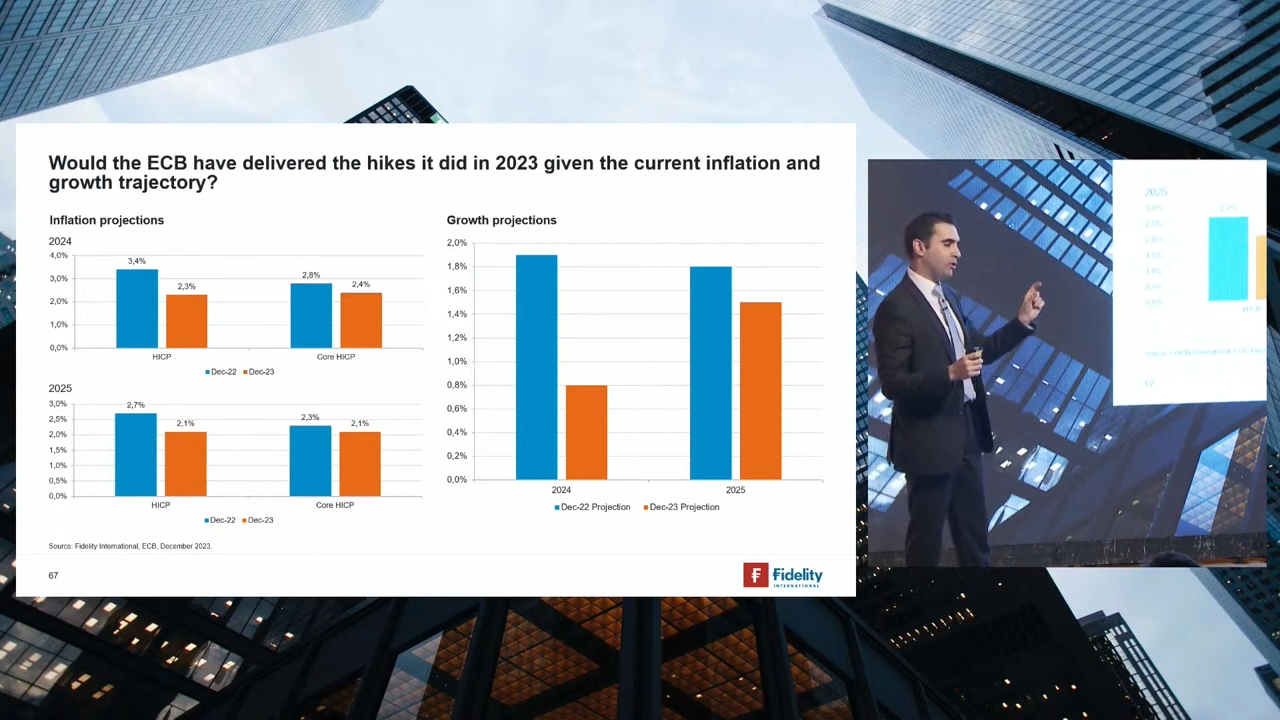 Would the ECB have delivered the hikes it did in 2023 given the current inflation and
growth trajectory?
Inflation projections
2024
4,0%
3,0%
2,0%
1,0%
0,0%
3,4%
2,3%
2,8%
2,4%
HICP
Core HICP
Dec-22
Dec-23
2025
3,0%
2,5%
2,0%
1,5%
1,0%
0,5%
0,0%
2,7%
2,1%
2,3%
2,1%
HICP
Core HICP
Dec-22
Dec-23
Growth projections
2,0%
1,8%
1,6%
1,4%
1,2%
1,0%
0,8%
0,6%
0,4%
0,2%
0,0%
2024
2025
Dec-22 Projection
Dec-23 Projection
Source: Fidelity International, ECB, December 2023.
67
Fidelity
INTERNATIONAL
2025
67